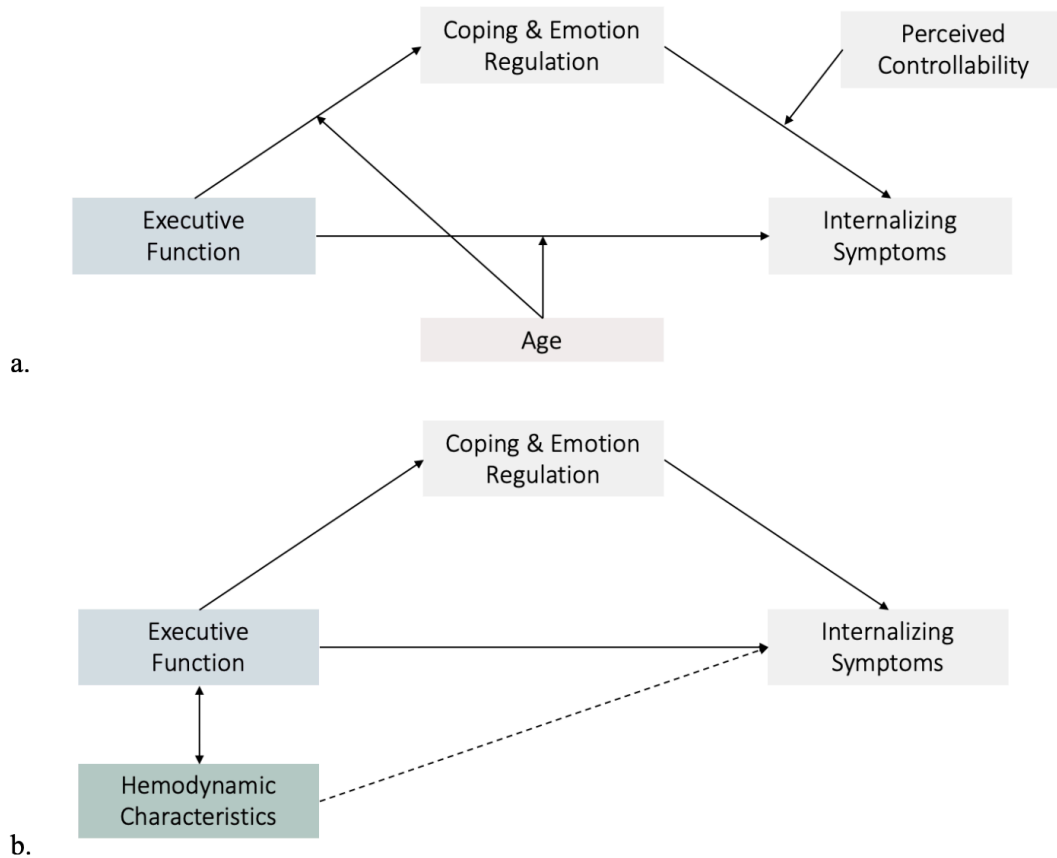 Coping & Emotion
Regulation
Perceived
Controllability
Executive
Function
Internalizing
Symptoms
Age
a.
Coping & Emotion
Regulation
Executive
Function
Internalizing
Symptoms
Hemodynamic
Characteristics
b.